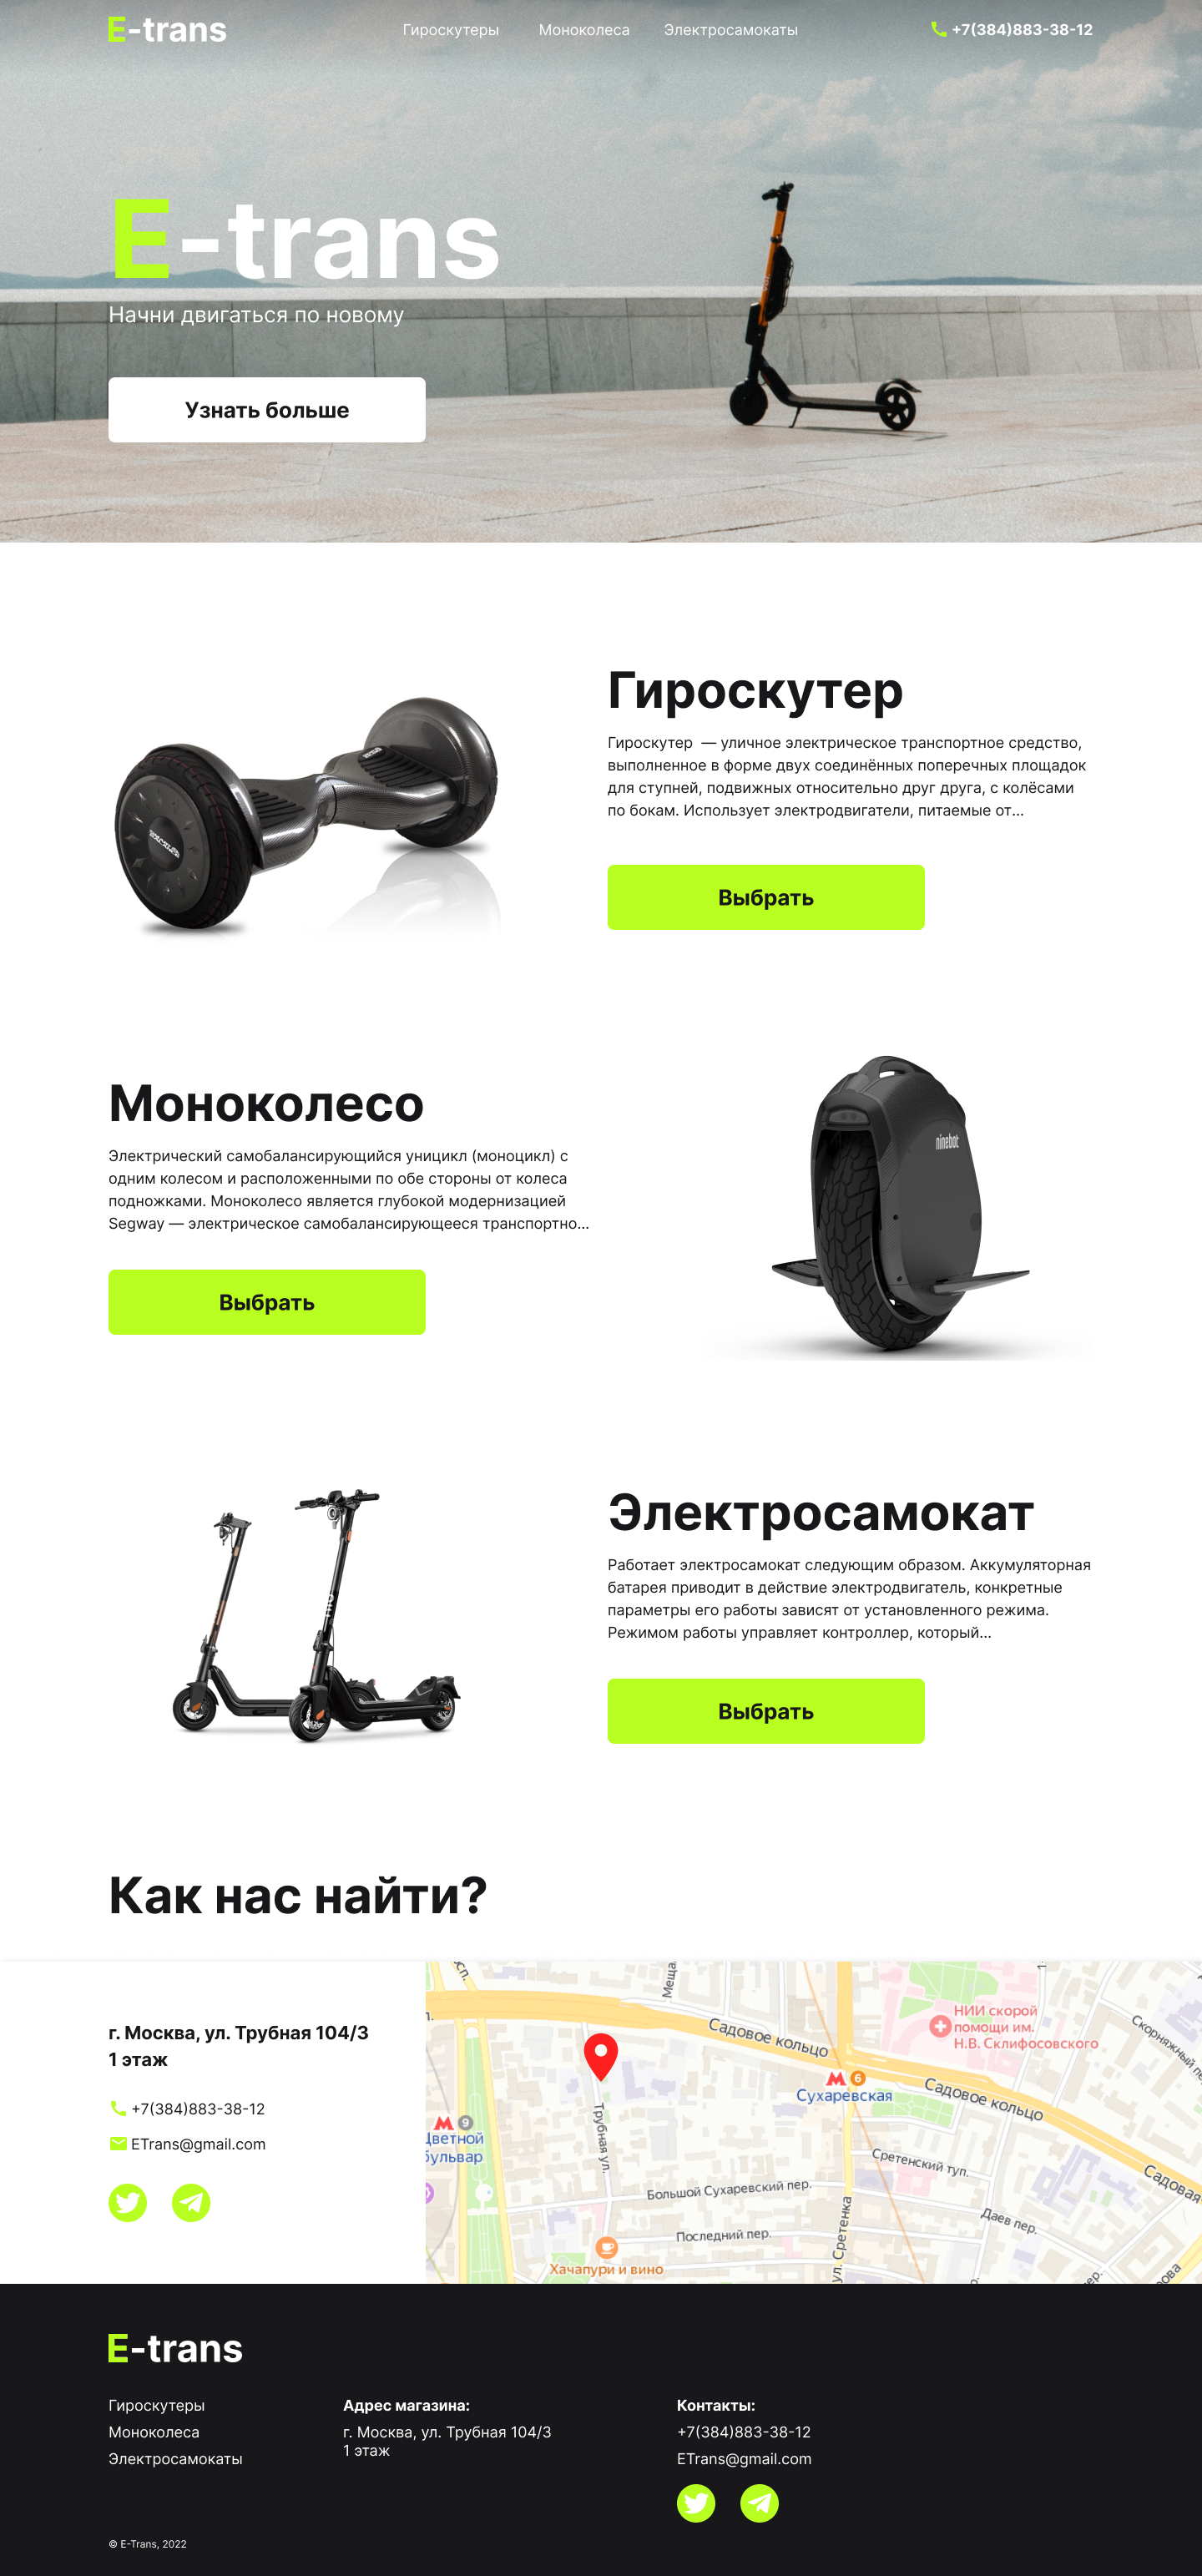 E-trans
Гироскутеры
Моноколеса
Электросамокаты
+7(384)883-38-12
E-trans
Начни двигаться по новому
Узнать больше
Гироскутер
Гироскутер — уличное электрическое транспортное средство,
выполненное в форме двух соединённых поперечных площадок
для ступней, подвижных относительно друг друга, с колёсами
по бокам. Использует электродвигатели, питаемые от...
Выбрать
Моноколесо
Электрический самобалансирующийся уницикл (моноцикл) с
одним колесом и расположенными по обе стороны от колеса
подножками. Моноколесо является глубокой модернизацией
Segway — электрическое самобалансирующееся транспортно...
Выбрать
ninebot
Электросамокат
Работает электросамокат следующим образом. Аккумуляторная
батарея приводит в действие электродвигатель, конкретные
параметры его работы зависят от установленного режима.
Режимом работы управляет контроллер, который...
Выбрать
NIU
Как нас найти?
г. Москва, ул. Трубная 104/3
1 этаж
+7(384)883-38-12
ETrans@gmail.com
Меща
Садовое кольцо
НИИ скорой
помощи им.
Н.В. Склифосовского
Скорняжный пе
6
Сухаревская
Садовое кольцо
9
Цветной
бульвар
Трубная ул.
Сретенский туп.
Садовая
Большой Сухаревский пер.
Последний пер.
Даев пер.
ул. Сретенка
Хачапури и вино
E-trans
Гироскутеры
Моноколеса
Электросамокаты
Адрес магазина:
г. Москва, ул. Трубная 104/3
1 этаж
Контакты:
+7(384)883-38-12
ETrans@gmail.com
© E-Trans, 2022